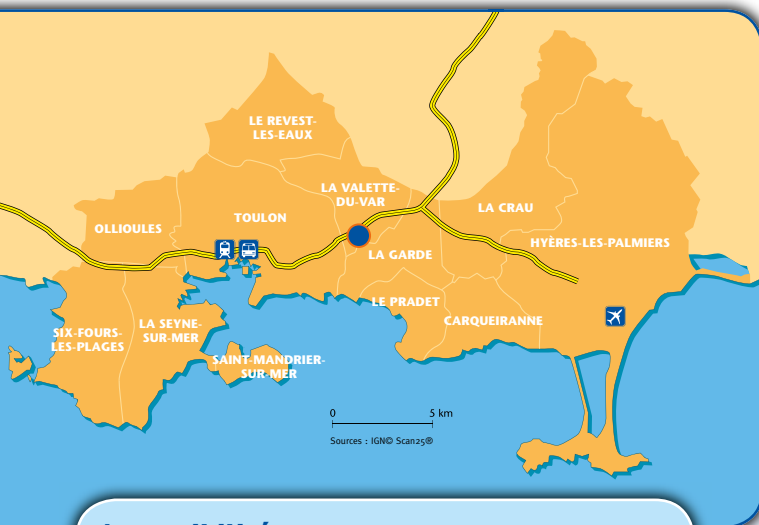 LE REVEST-
LES-EAUX
LA VALETTE-
DU-VAR
LA CRAU
TOULON
OLLIOULES
HYÈRES-LES-PALMIERS
LA GARDE
LE PRADET
CARQUEIRANNE
LA SEYNE-
SUR-MER
SIX-FOURS-
LES-PLAGES
SAINT-MANDRIER-
SUR-MER
0 5 km
Sources : IGN© Scan25®